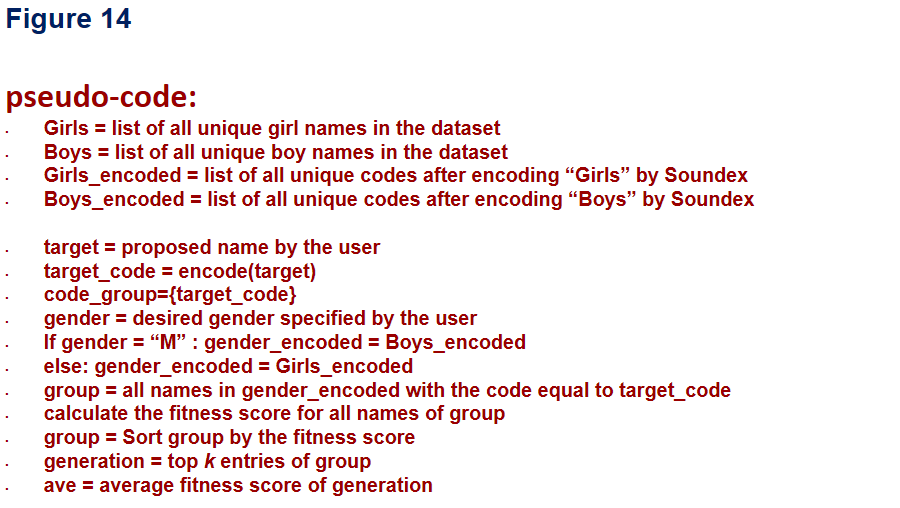 Figure 14
pseudo-code:
· Girls = list of all unique girl names in the dataset
· Boys = list of all unique boy names in the dataset
· Girls_encoded = list of all unique codes after encoding “Girls” by Soundex
· Boys_encoded = list of all unique codes after encoding “Boys” by Soundex
· target = proposed name by the user
· target_code = encode(target)
· code_group={target_code}
· gender = desired gender specified by the user
· If gender = “M” : gender_encoded = Boys_encoded
· else: gender_encoded = Girls_encoded
· group = all names in gender_encoded with the code equal to target_code
· calculate the fitness score for all names of group
· group = Sort group by the fitness score
· generation = top k entries of group
· ave = average fitness score of generation